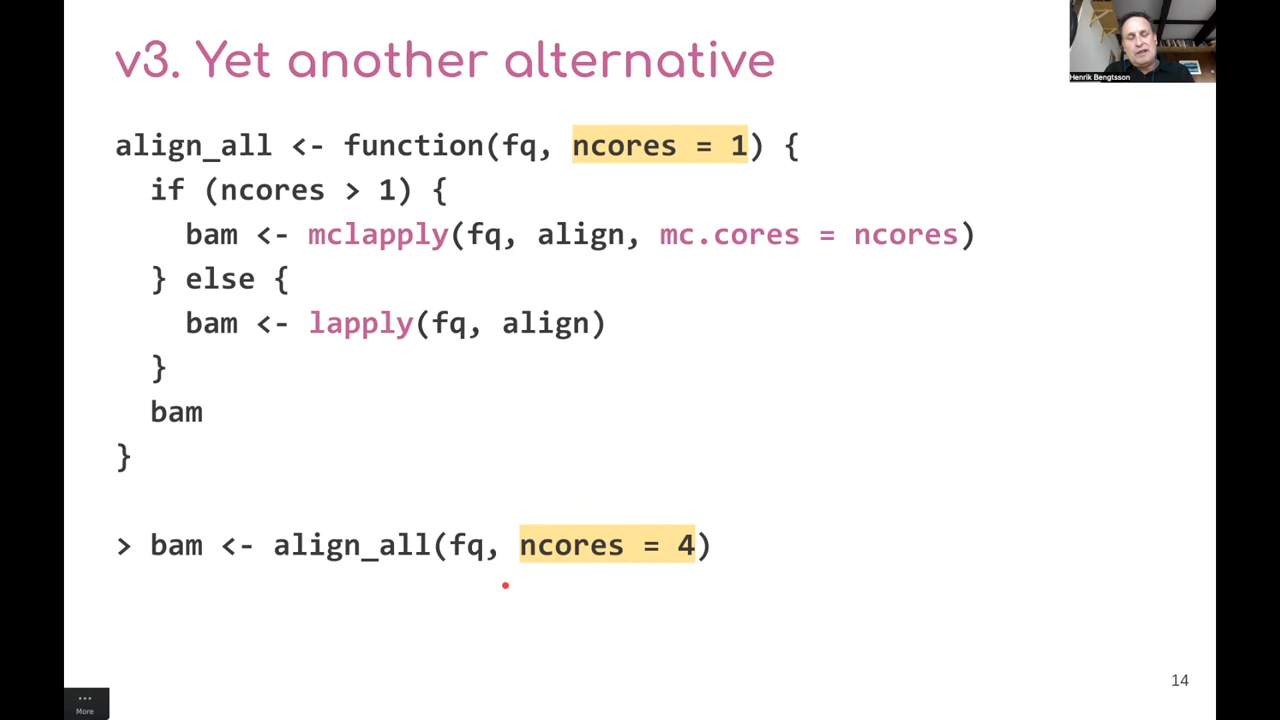 v3. Yet another alternative
Henrik Bengtsson
align_all <- function(fq, ncores = 1) {
  if (ncores > 1) {
    bam <- mclapply(fq, align, mc.cores = ncores)
  } else {
    bam <- lapply(fq, align)
  }
  bam
}
> bam <- align_all(fq, ncores = 4)
14
More